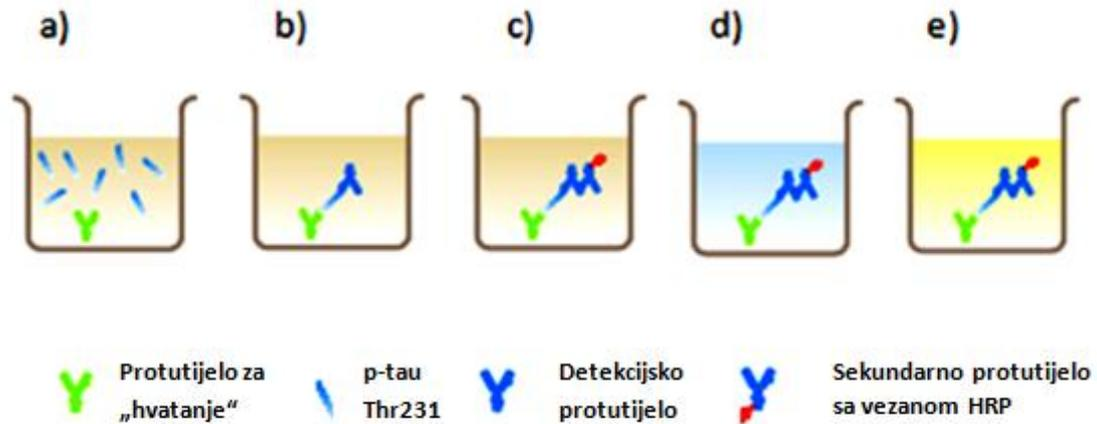 a) b) c) d) e)
Protutijelo za
„hvatanje“
p-tau
Thr231
Detekcijsko
protutijelo
Sekundarno protutijelo
sa vezanom HRP